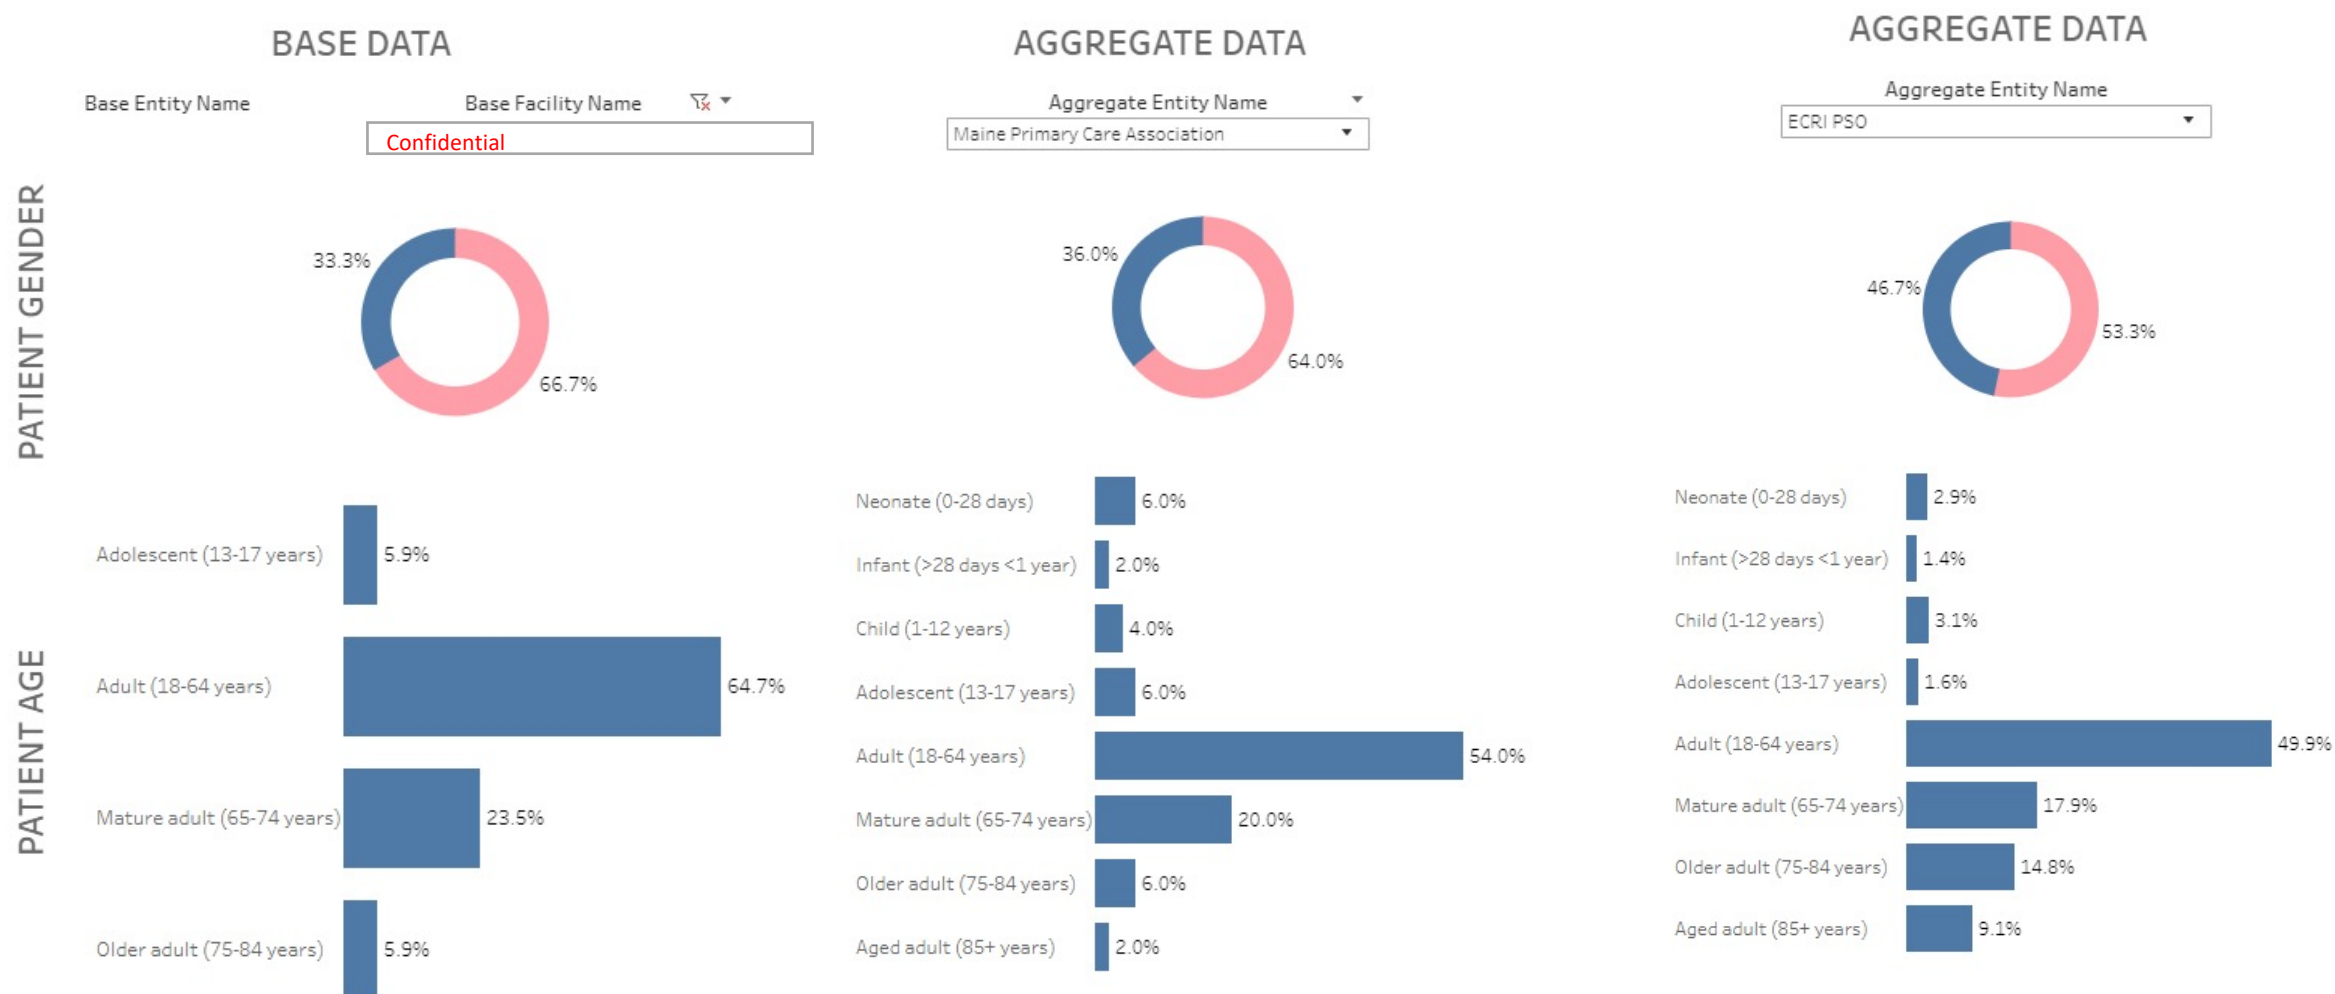 BASE DATA
Base Entity Name
Base Facility Name
Confidential
AGGREGATE DATA
Aggregate Entity Name
Maine Primary Care Association
AGGREGATE DATA
Aggregate Entity Name
ECRI PSO
PATIENT GENDER
33.3%
66.7%
36.0%
64.0%
46.7%
53.3%
PATIENT AGE
Adolescent (13-17 years) 5.9%
Adult (18-64 years) 64.7%
Mature adult (65-74 years) 23.5%
Older adult (75-84 years) 5.9%
Neonate (0-28 days) 6.0%
Infant (>28 days <1 year) 2.0%
Child (1-12 years) 4.0%
Adolescent (13-17 years) 6.0%
Adult (18-64 years) 54.0%
Mature adult (65-74 years) 20.0%
Older adult (75-84 years) 6.0%
Aged adult (85+ years) 2.0%
Neonate (0-28 days) 2.9%
Infant (>28 days <1 year) 1.4%
Child (1-12 years) 3.1%
Adolescent (13-17 years) 1.6%
Adult (18-64 years) 49.9%
Mature adult (65-74 years) 17.9%
Older adult (75-84 years) 14.8%
Aged adult (85+ years) 9.1%